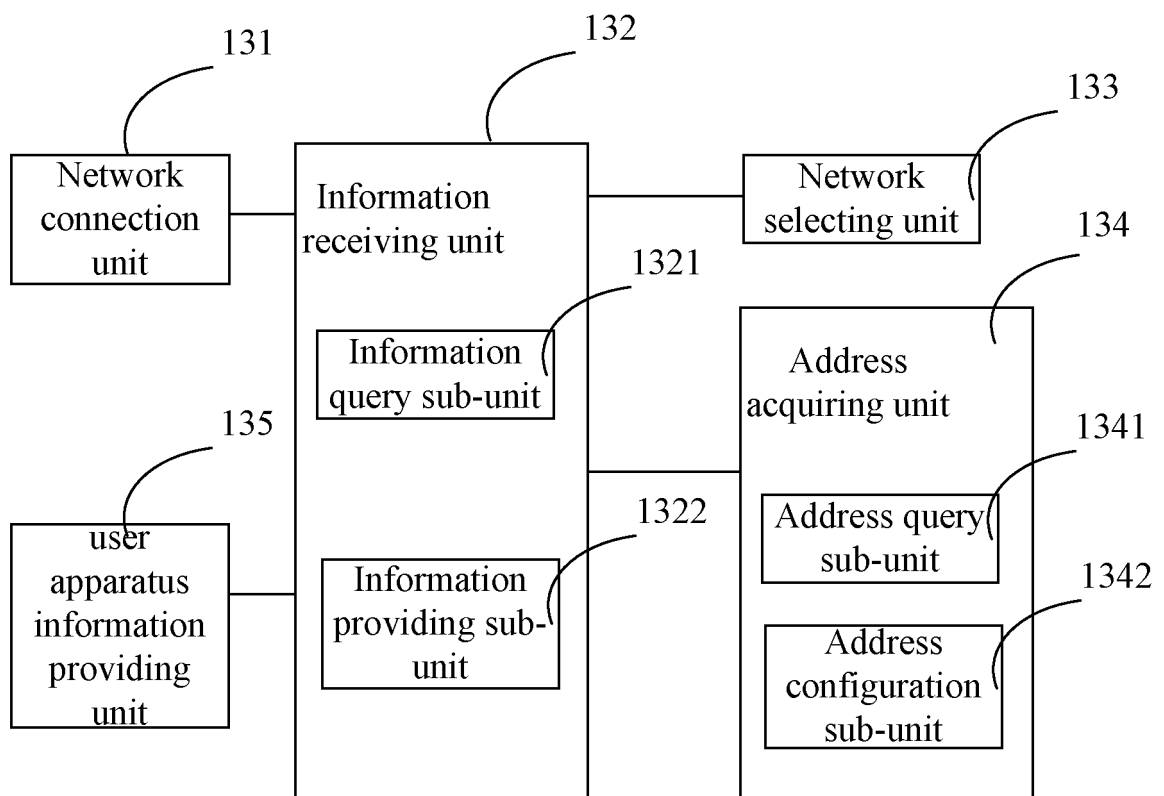 131
132
133
Network
connection
unit
Information
receiving unit
Network
selecting unit
134
1321
Information
query sub-unit
Address
acquiring unit
135
1341
user
apparatus
information
providing
unit
1322
Information
providing sub-
unit
Address query
sub-unit
1342
Address
configuration
sub-unit